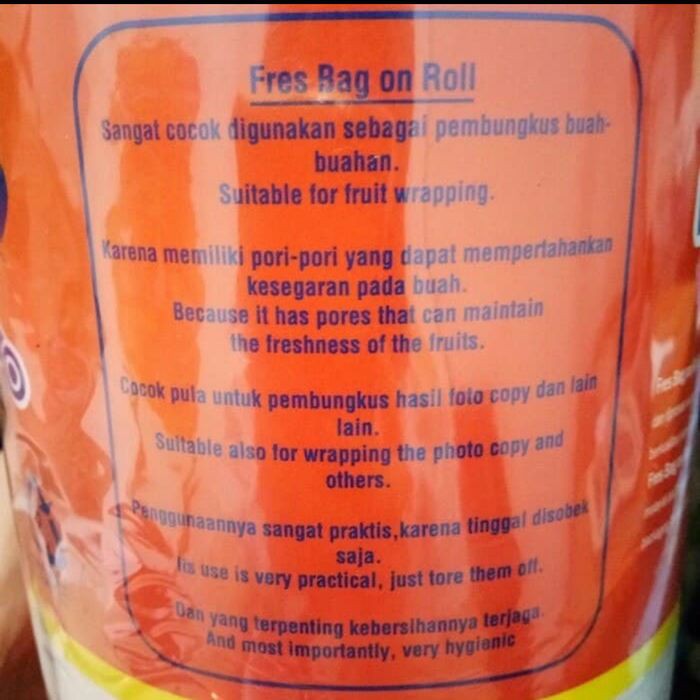 Fres Bag on Roll
Sangat cocok digunakan sebagai pembungkus buah-
buahan.
Suitable for fruit wrapping.
Karena memiliki pori-pori yang dapat mempertahankan
kesegaran pada buah.
Because it has pores that can maintain
the freshness of the fruits.
Cocok pula untuk pembungkus hasil foto copy dan lain
lain.
Suitable also for wrapping the photo copy and
others.
Penggunaannya sangat praktis,karena tinggal disobek
saja.
Iis use is very practical, just tore them off.
Dan yang terpenting kebersihannya terjaga.
And most importantly, very hygienic